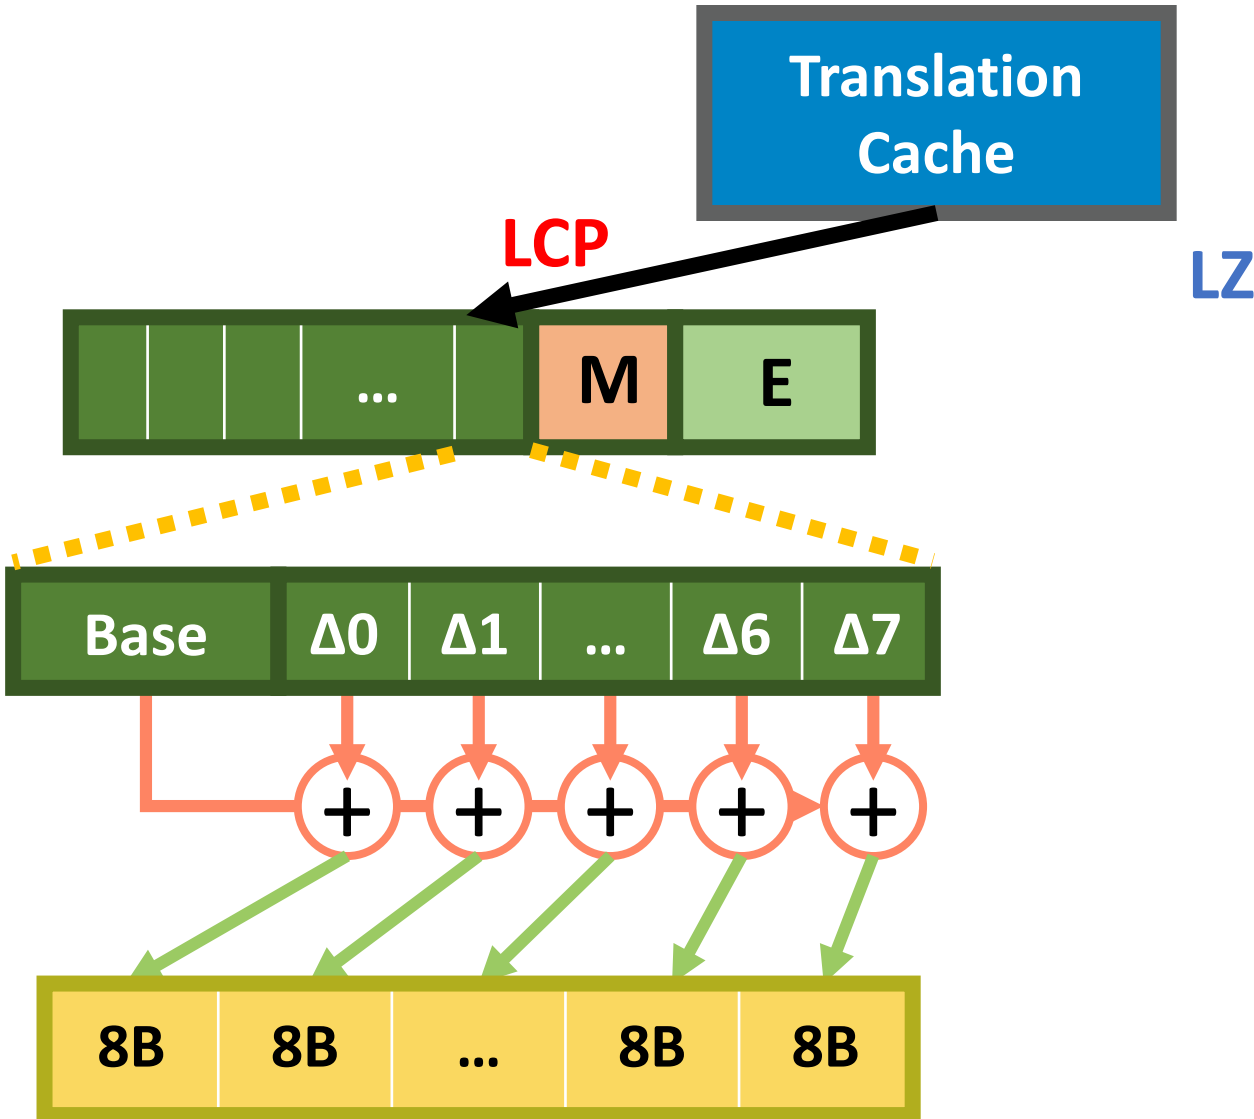 Translation
Cache
LCP
LZ
... M E
Base Δ0 Δ1 ... Δ6 Δ7
+ + + + +
8B 8B ... 8B 8B